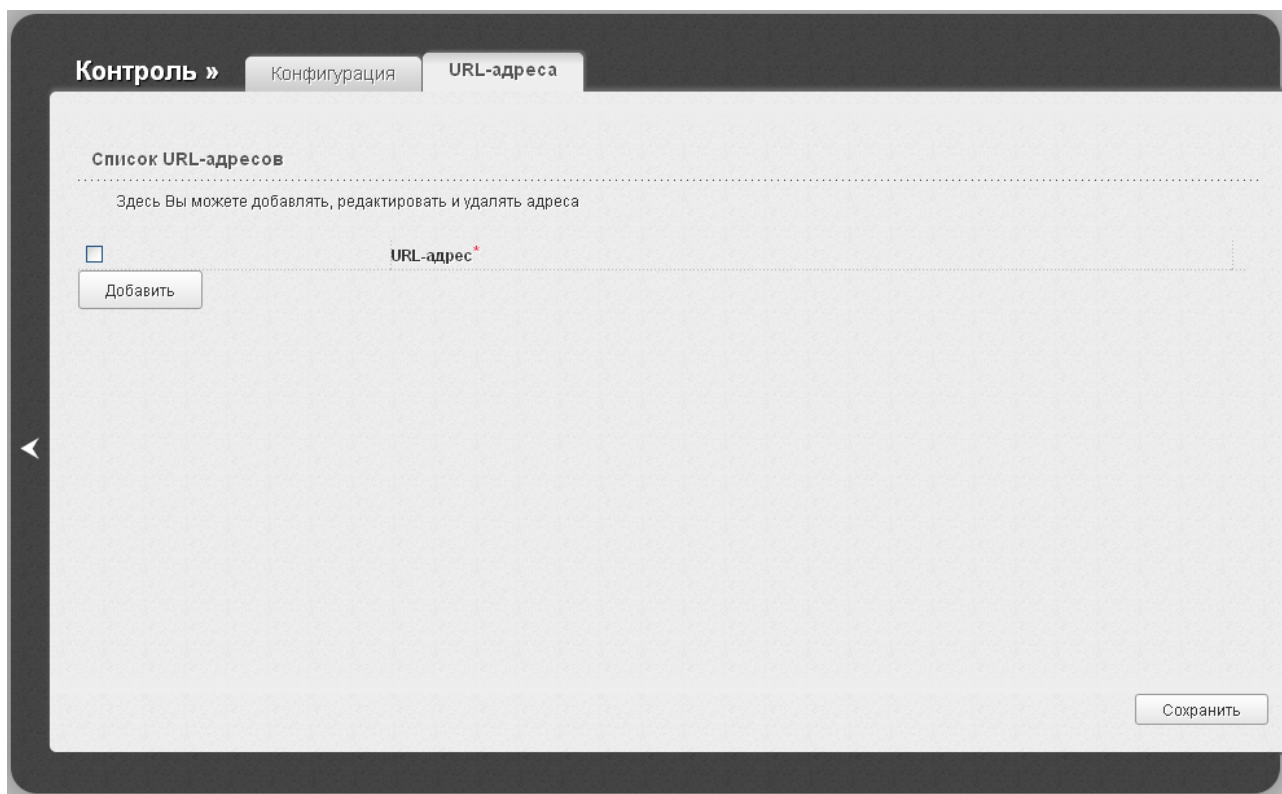 Контроль » Конфигурация URL-адреса
Список URL-адресов
Здесь Вы можете добавлять, редактировать и удалять адреса
URL-адрес*
Добавить
Сохранить